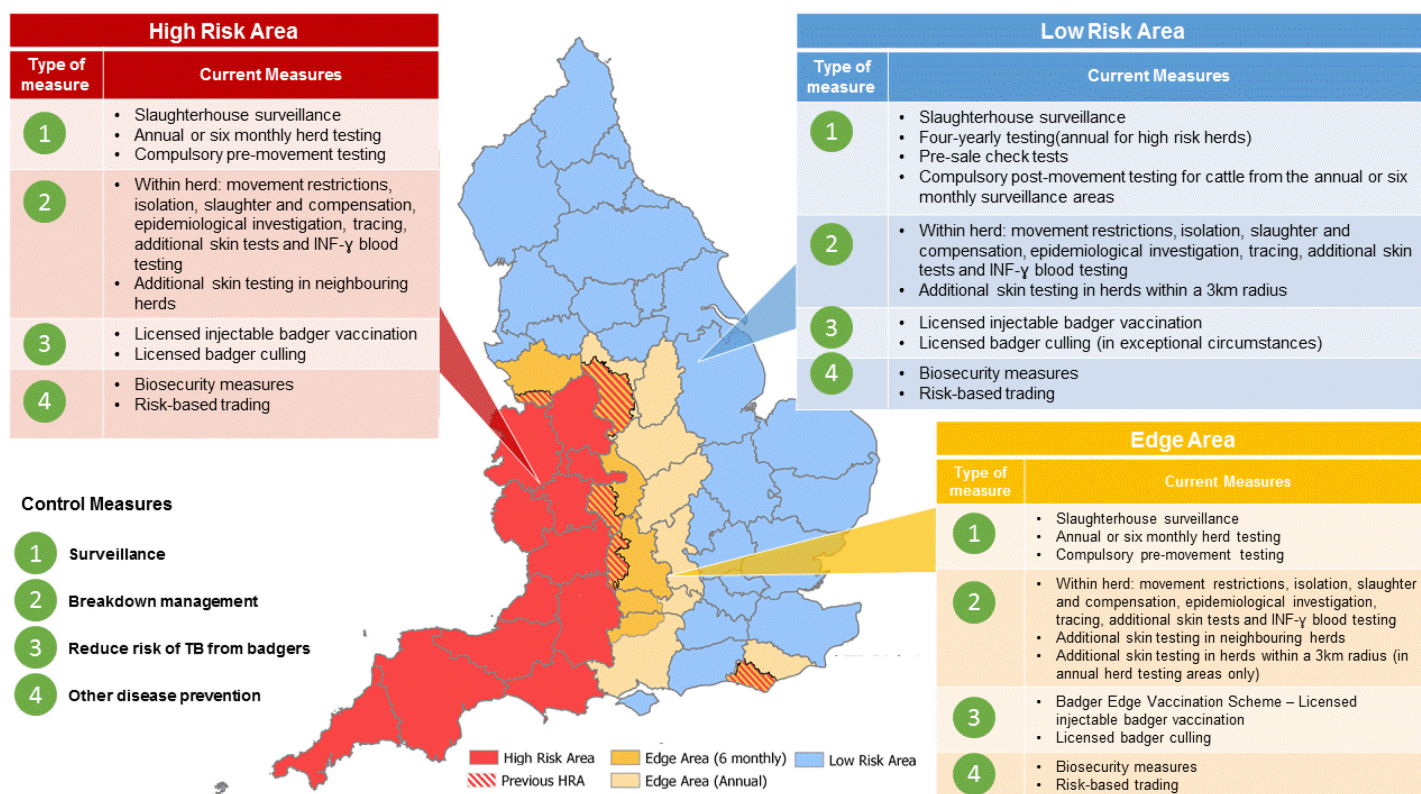 High Risk Area
Type of
measure
Current Measures
1
• Slaughterhouse surveillance
• Annual or six monthly herd testing
• Compulsory pre-movement testing
2
• Within herd: movement restrictions,
isolation, slaughter and compensation,
epidemiological investigation, tracing,
additional skin tests and INF-ɣ blood
testing
• Additional skin testing in neighbouring
herds
3
• Licensed injectable badger vaccination
• Licensed badger culling
4
• Biosecurity measures
• Risk-based trading
Low Risk Area
Type of
measure
Current Measures
1
• Slaughterhouse surveillance
• Four-yearly testing(annual for high risk herds)
• Pre-sale check tests
• Compulsory post-movement testing for cattle from the annual or six
monthly surveillance areas
2
• Within herd: movement restrictions, isolation, slaughter and
compensation, epidemiological investigation, tracing, additional skin
tests and INF-ɣ blood testing
• Additional skin testing in herds within a 3km radius
3
• Licensed injectable badger vaccination
• Licensed badger culling (in exceptional circumstances)
4
• Biosecurity measures
• Risk-based trading
Edge Area
Type of
measure
Current Measures
1
• Slaughterhouse surveillance
• Annual or six monthly herd testing
• Compulsory pre-movement testing
2
• Within herd: movement restrictions, isolation, slaughter
and compensation, epidemiological investigation,
tracing, additional skin tests and INF-ɣ blood testing
• Additional skin testing in neighbouring herds
• Additional skin testing in herds within a 3km radius (in
annual herd testing areas only)
3
• Badger Edge Vaccination Scheme – Licensed
injectable badger vaccination
• Licensed badger culling
4
• Biosecurity measures
• Risk-based trading
Control Measures
1 Surveillance
2 Breakdown management
3 Reduce risk of TB from badgers
4 Other disease prevention
High Risk Area
Edge Area (6 monthly)
Low Risk Area
Previous HRA
Edge Area (Annual)